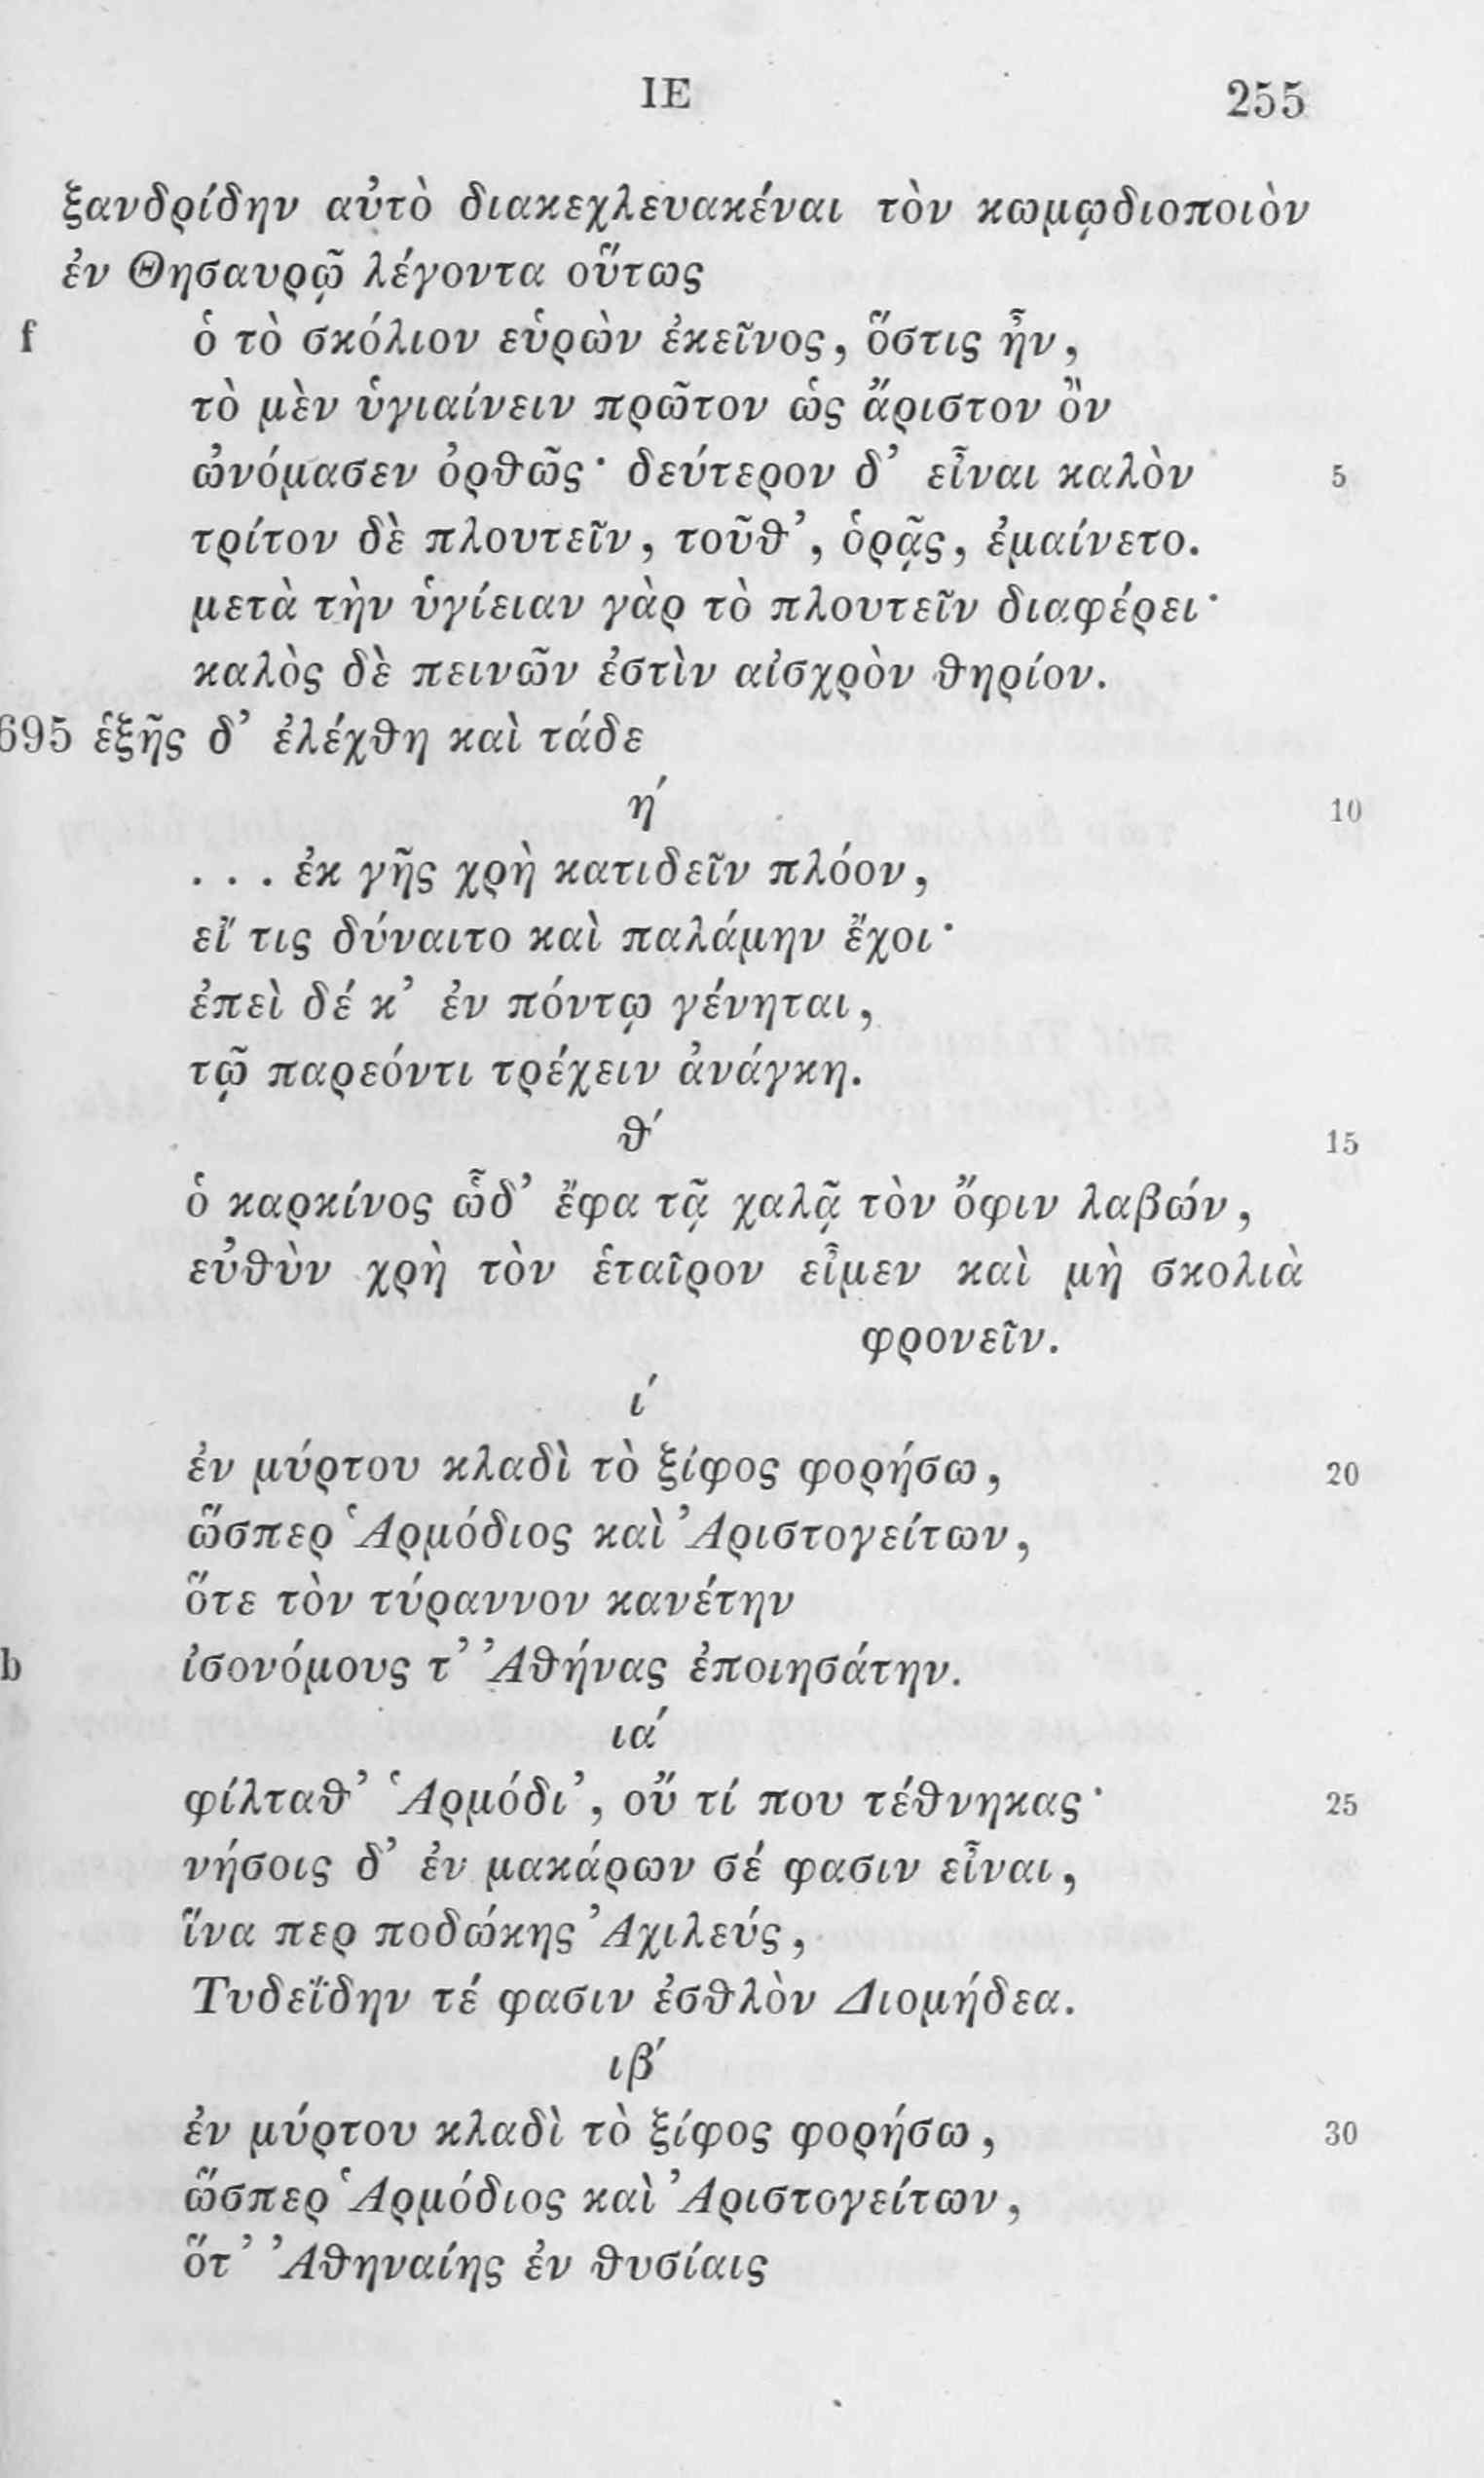 ΙΕ 255
ξανδρίδην αὐτὸ διακεχλευακέναι τὸν κωμῳδιοποιὸν
ἐν Θησαυρῷ λέγοντα οὕτως
f ὁ τὸ σκόλιον εὑρὼν ἐκεῖνος, ὅστις ἦν,
τὸ μὲν ὑγιαίνειν πρῶτον ὡς ἄριστον ὂν
ὠνόμασεν ὀρθῶς· δεύτερον δ’ εἶναι καλὸν 5
τρίτον δὲ πλουτεῖν, τοῦθ’, ὁρᾷς, ἐμαίνετο.
μετὰ τὴν ὑγίειαν γὰρ τὸ πλουτεῖν διαφέρει·
καλὸς δὲ πεινῶν ἐστὶν αἰσχρὸν θηρίον.
695 ἑξῆς δ’ ἐλέχθη καὶ τάδε
η΄ 10
. . . ἐκ γῆς χρὴ κατιδεῖν πλόον,
εἴ τις δύναιτο καὶ παλάμην ἔχοι·
ἐπεὶ δέ κ’ ἐν πόντῳ γένηται,
τῷ παρεόντι τρέχειν ἀνάγκη.
θ΄ 15
ὁ καρκίνος ὧδ’ ἔφα τᾷ χαλᾷ τὸν ὄφιν λαβών,
εὐθὺν χρὴ τὸν ἑταῖρον εἶμεν καὶ μὴ σκολιὰ
φρονεῖν.
ι΄
ἐν μύρτου κλαδὶ τὸ ξίφος φορήσω, 20
ὥσπερ Ἁρμόδιος καὶ Ἀριστογείτων,
ὅτε τὸν τύραννον κανέτην
b ἰσονόμους τ’ Ἀθήνας ἐποιησάτην.
ια΄
φίλταθ’ Ἁρμόδι’, οὔ τί που τέθνηκας· 25
νήσοις δ’ ἐν μακάρων σέ φασιν εἶναι,
ἵνα περ ποδώκης Ἀχιλεύς,
Τυδεΐδην τέ φασιν ἐσθλὸν Διομήδεα.
ιβ΄
ἐν μύρτου κλαδὶ τὸ ξίφος φορήσω, 30
ὥσπερ Ἁρμόδιος καὶ Ἀριστογείτων,
ὅτ’ Ἀθηναίης ἐν θυσίαις